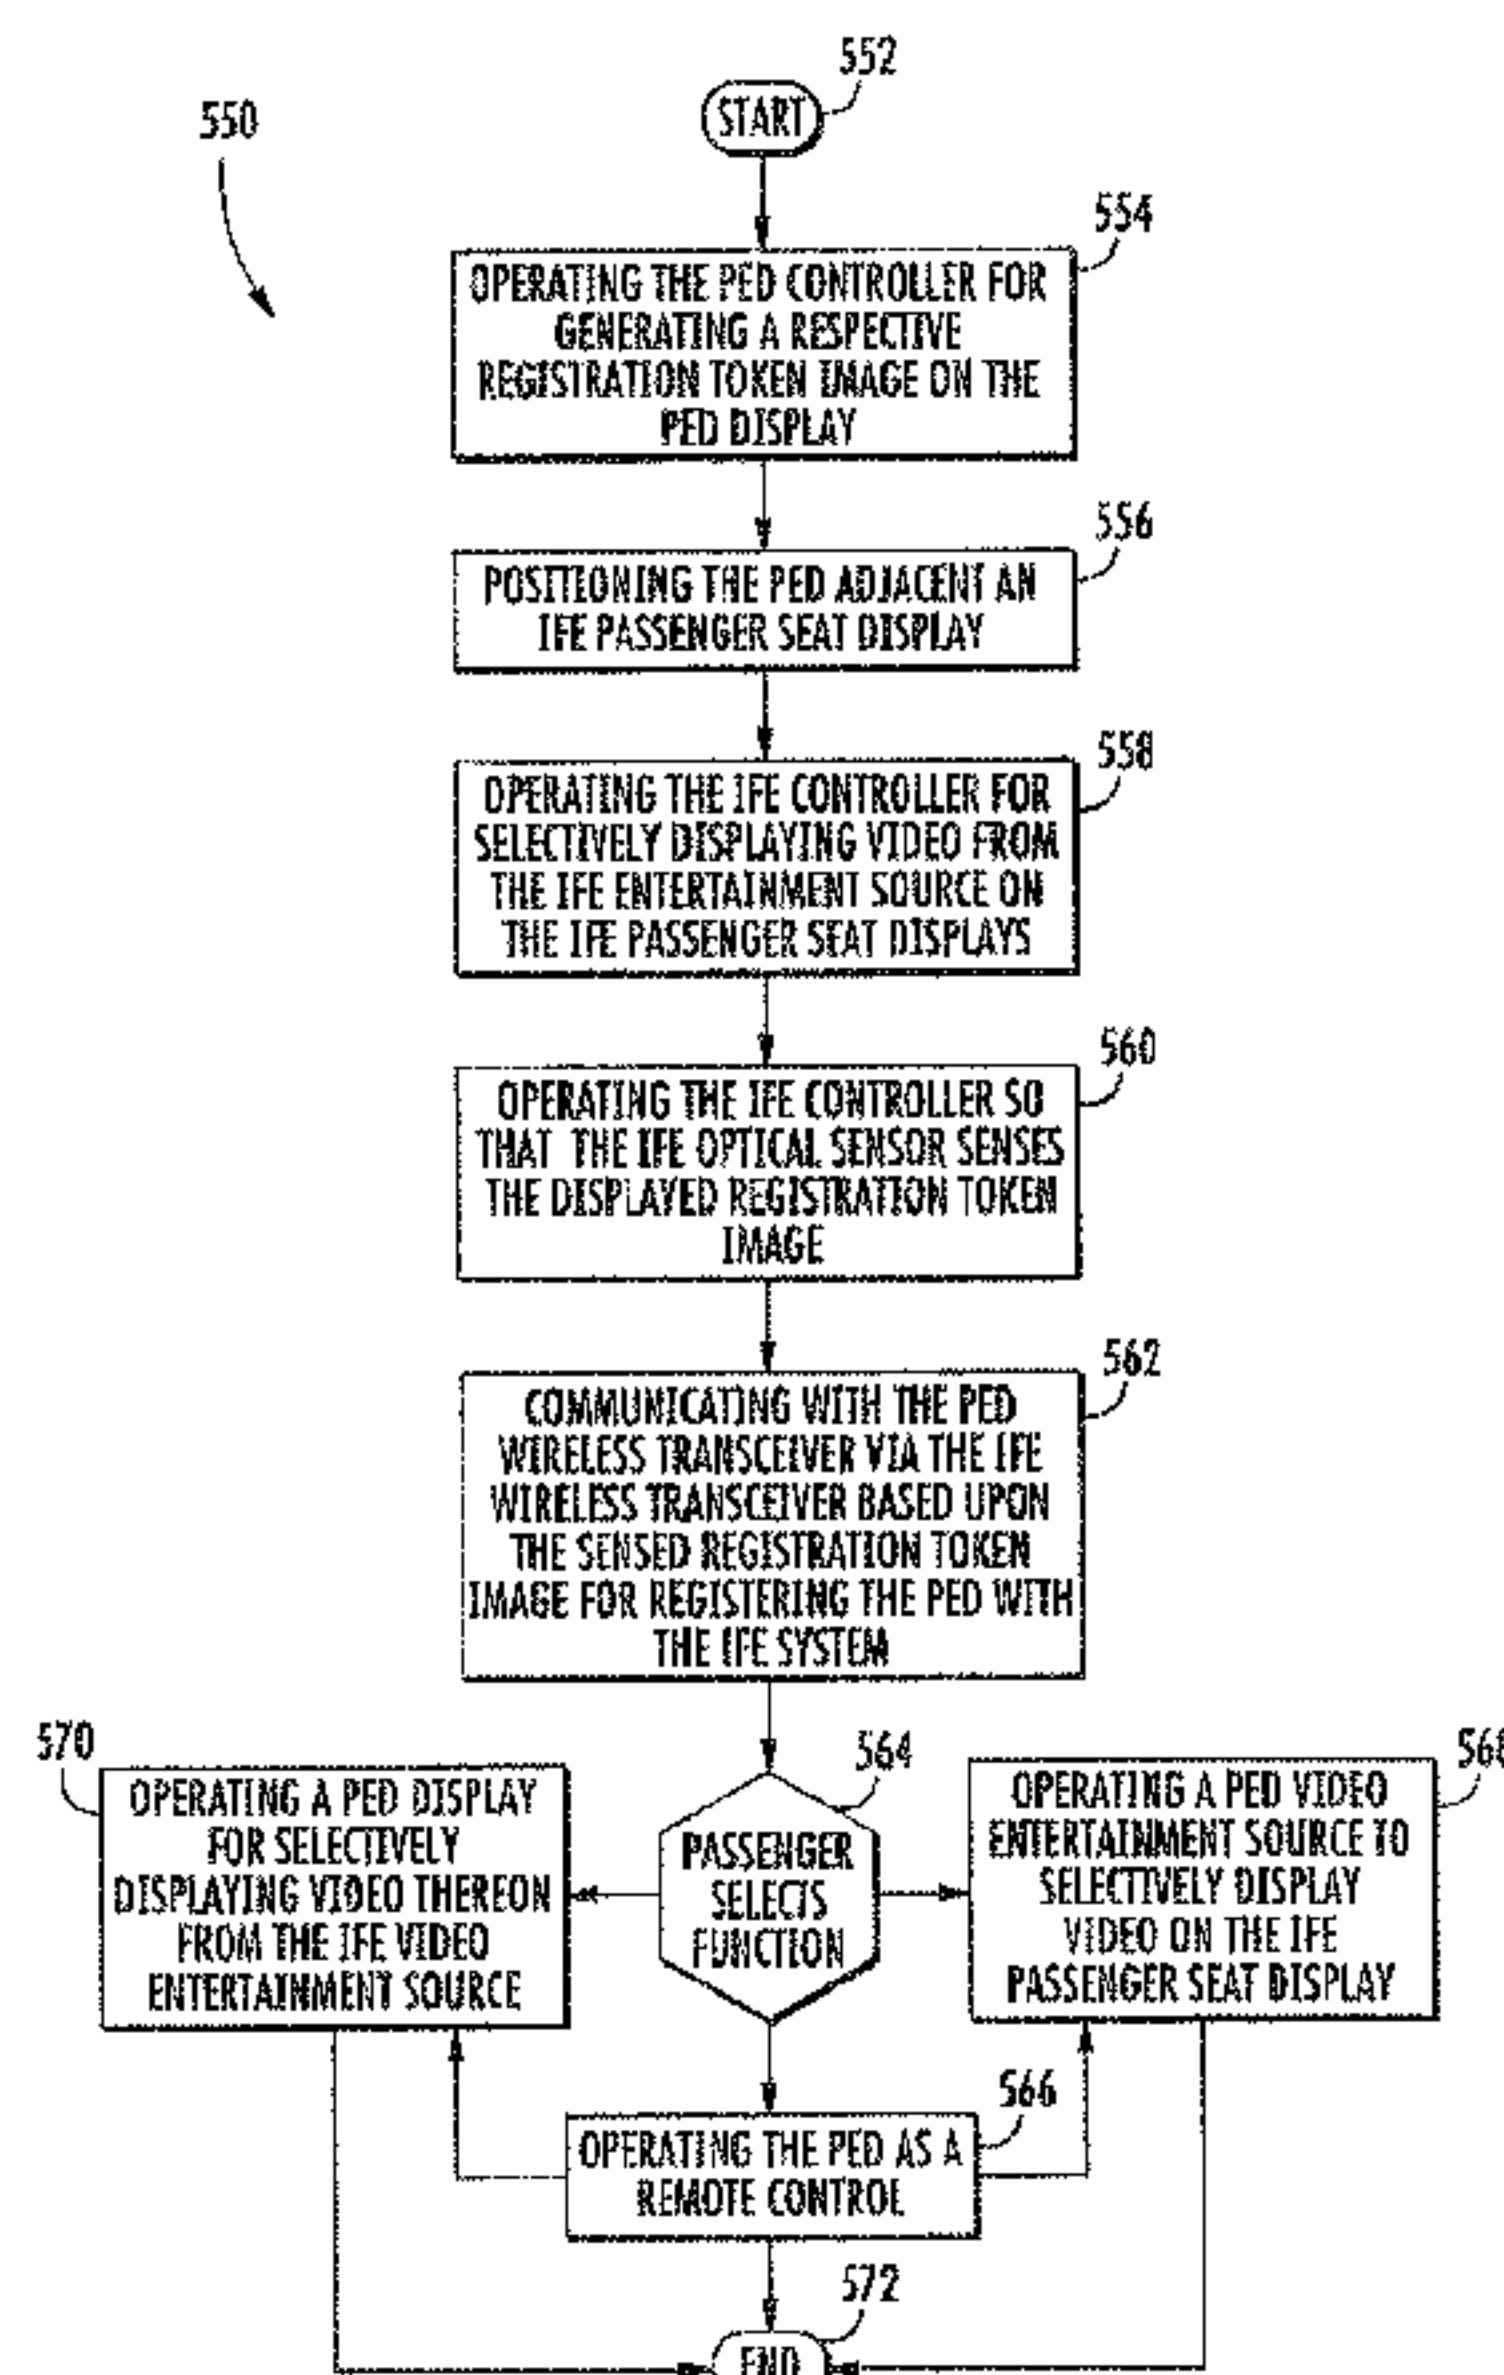 552
START
550
554
OPERATING THE PED CONTROLLER FOR
GENERATING A RESPECTIVE
REGISTRATION TOKEN IMAGE ON THE
PED DISPLAY
556
POSITIONING THE PED ADJACENT AN
IFE PASSENGER SEAT DISPLAY
558
OPERATING THE IFE CONTROLLER FOR
SELECTIVELY DISPLAYING VIDEO FROM
THE IFE ENTERTAINMENT SOURCE ON
THE IFE PASSENGER SEAT DISPLAYS
560
OPERATING THE IFE CONTROLLER SO
THAT THE IFE OPTICAL SENSOR SENSES
THE DISPLAYED REGISTRATION TOKEN
IMAGE
562
COMMUNICATING WITH THE PED
WIRELESS TRANSCEIVER VIA THE IFE
WIRELESS TRANSCEIVER BASED UPON
THE SENSED REGISTRATION TOKEN
IMAGE FOR REGISTERING THE PED WITH
THE IFE SYSTEM
570
OPERATING A PED DISPLAY
FOR SELECTIVELY
DISPLAYING VIDEO THEREON
FROM THE IFE VIDEO
ENTERTAINMENT SOURCE
564
PASSENGER
SELECTS
FUNCTION
568
OPERATING A PED VIDEO
ENTERTAINMENT SOURCE TO
SELECTIVELY DISPLAY
VIDEO ON THE IFE
PASSENGER SEAT DISPLAY
566
OPERATING THE PED AS A
REMOTE CONTROL
572
END